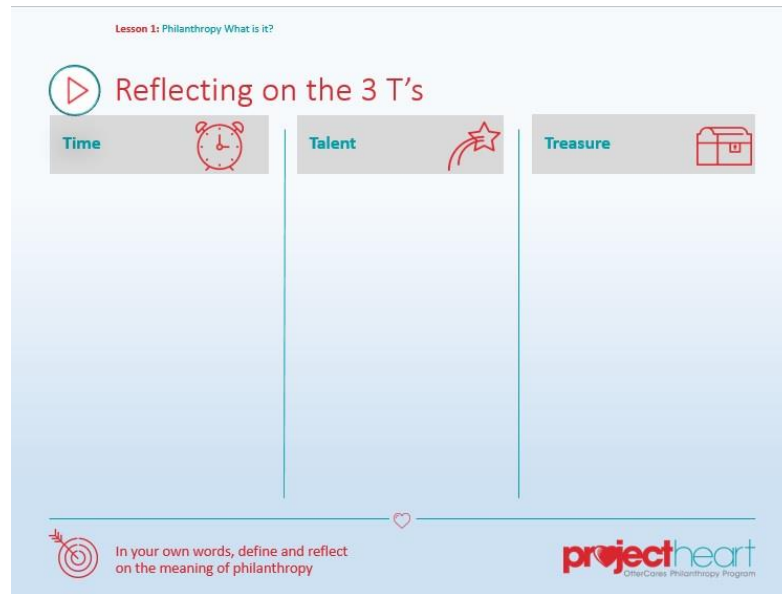 Lesson 1: Philanthropy What is it?
Reflecting on the 3 T's
Time
Talent
Treasure
In your own words, define and reflect
on the meaning of philanthropy
projectheart
OtterCares Philanthropy Program